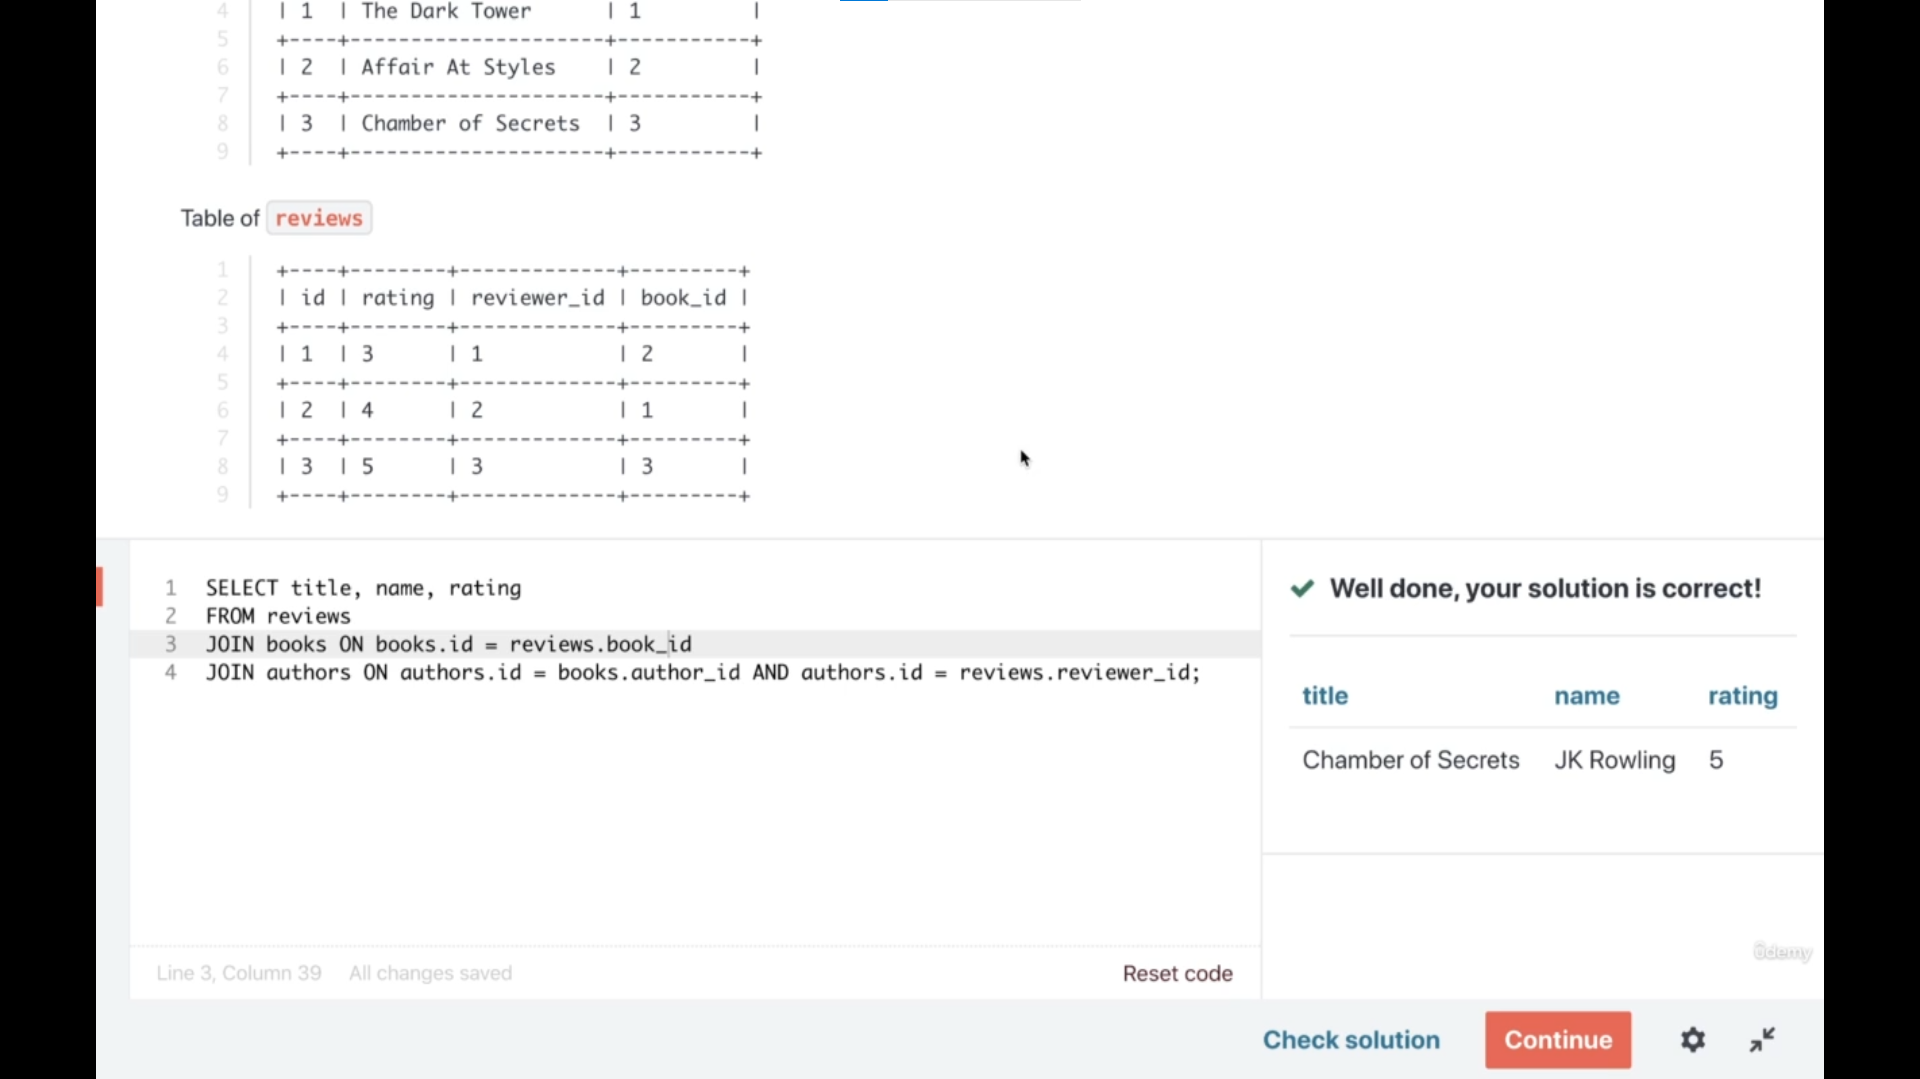 4 | 1 | The Dark Tower | 1 |
5 +----+---------------------+-----------+
6 | 2 | Affair At Styles | 2 |
7 +----+---------------------+-----------+
8 | 3 | Chamber of Secrets | 3 |
9 +----+---------------------+-----------+
Table of reviews
1 +----+--------+-------------+---------+
2 | id | rating | reviewer_id | book_id |
3 +----+--------+-------------+---------+
4 | 1 | 3 | 1 | 2 |
5 +----+--------+-------------+---------+
6 | 2 | 4 | 2 | 1 |
7 +----+--------+-------------+---------+
8 | 3 | 5 | 3 | 3 |
9 +----+--------+-------------+---------+
1 SELECT title, name, rating
2 FROM reviews
3 JOIN books ON books.id = reviews.book_id
4 JOIN authors ON authors.id = books.author_id AND authors.id = reviews.reviewer_id;
Line 3, Column 39 All changes saved
Reset code
Well done, your solution is correct!
title name rating
Chamber of Secrets JK Rowling 5
ûdemy
Check solution
Continue